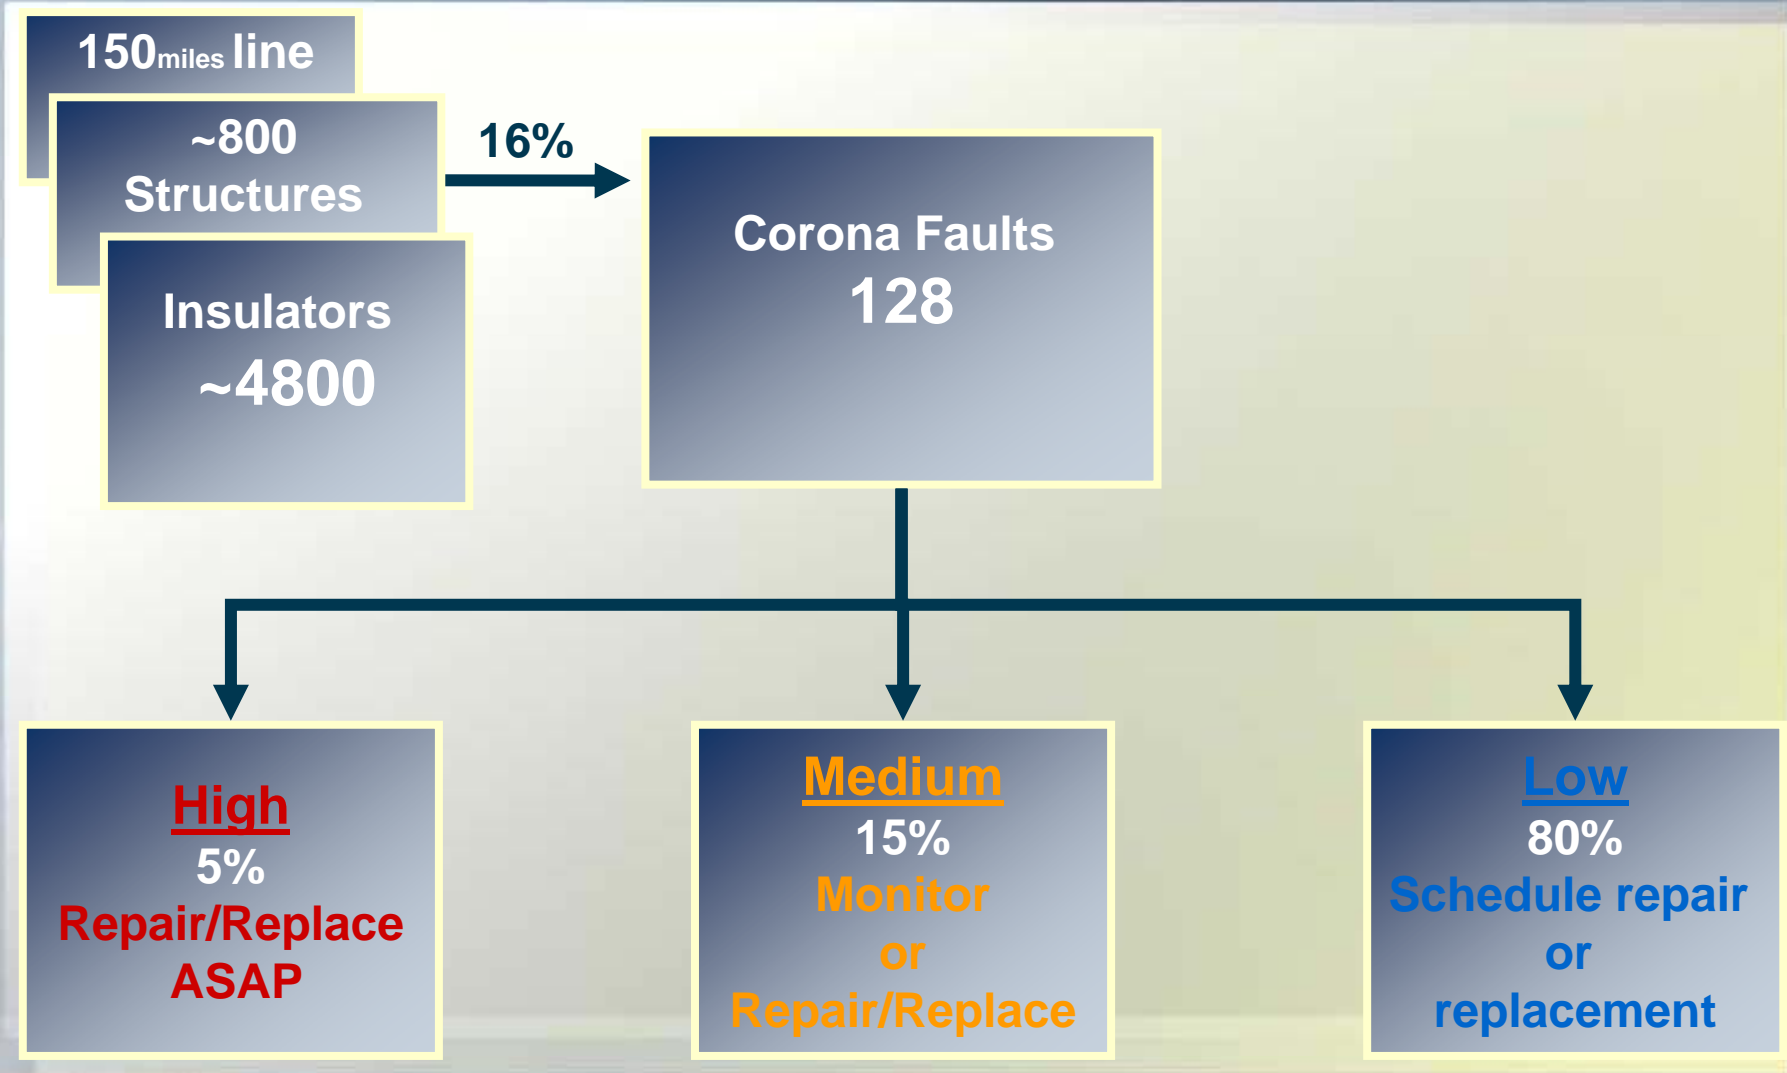 150miles line
~800
Structures
Insulators
~4800
16%
Corona Faults
128
High
5%
Repair/Replace
ASAP
Medium
15%
Monitor
or
Repair/Replace
Low
80%
Schedule repair
or
replacement